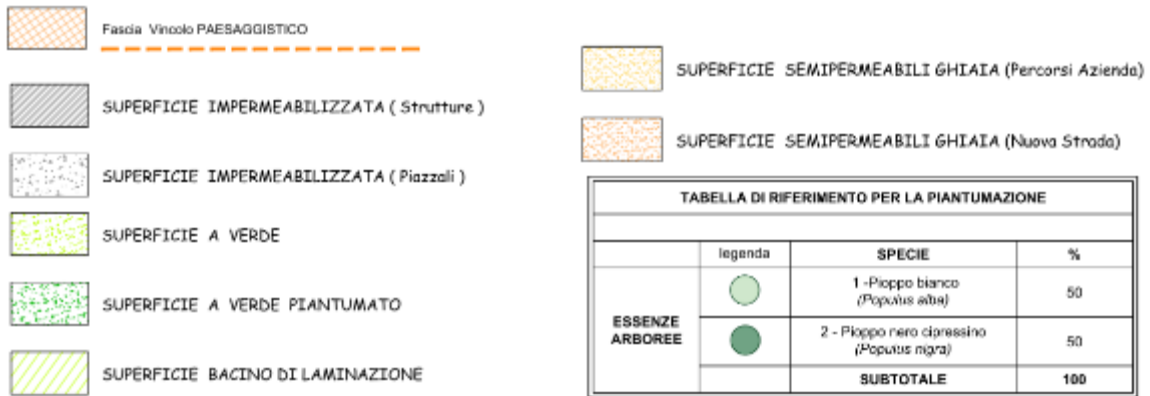 Fascia Vincolo PAESAGGISTICO
SUPERFICIE IMPERMEABILIZZATA ( Strutture )
SUPERFICIE IMPERMEABILIZZATA ( Piazzali )
SUPERFICIE A VERDE
SUPERFICIE A VERDE PIANTUMATO
SUPERFICIE BACINO DI LAMINAZIONE
SUPERFICIE SEMIPERMEABILI GHIAIA (Percorsi Azienda)
SUPERFICIE SEMIPERMEABILI GHIAIA (Nuova Strada)
TABELLA DI RIFERIMENTO PER LA PIANTUMAZIONE
legenda SPECIE %
ESSENZE ARBOREE
1 -Pioppo bianco
(Populus alba)
50
2 - Pioppo nero cipressino
(Populus nigra)
50
SUBTOTALE 100